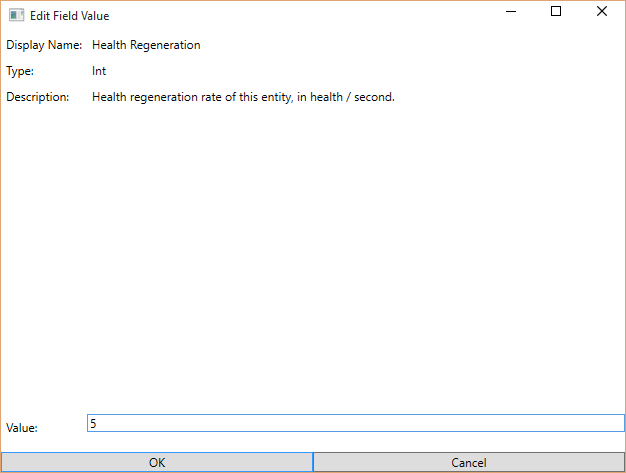 Edit Field Value
Display Name: Health Regeneration
Type: Int
Description: Health regeneration rate of this entity, in health / second.
Value: 5
OK Cancel